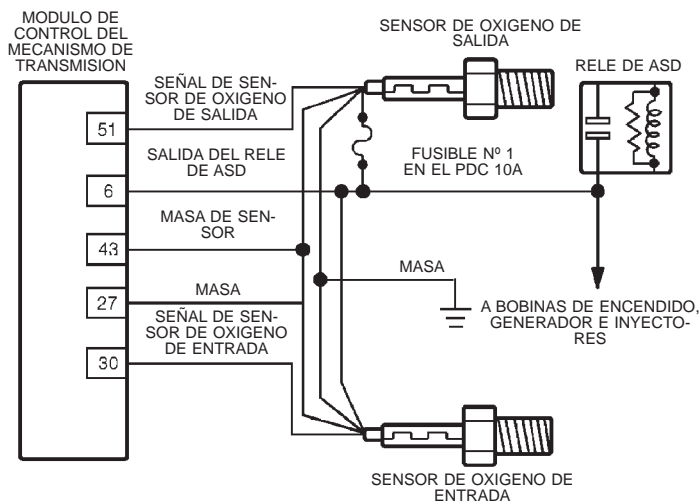 MODULO DE
CONTROL DEL
MECANISMO DE
TRANSMISION
SENSOR DE OXIGENO DE
SALIDA
RELE DE ASD
SEÑAL DE SEN-
SOR DE OXIGENO
DE SALIDA
51
SALIDA DEL RELE
DE ASD
6
FUSIBLE Nº 1
EN EL PDC 10A
MASA DE SEN-
SOR
43
MASA
27
MASA
SEÑAL DE SEN-
SOR DE OXIGENO
DE ENTRADA
30
A BOBINAS DE ENCENDIDO,
GENERADOR E INYECTO-
RES
SENSOR DE OXIGENO DE
ENTRADA